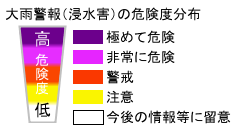 大雨警報(浸水害)の危険度分布
高
危険度
低
極めて危険
非常に危険
警戒
注意
今後の情報等に留意